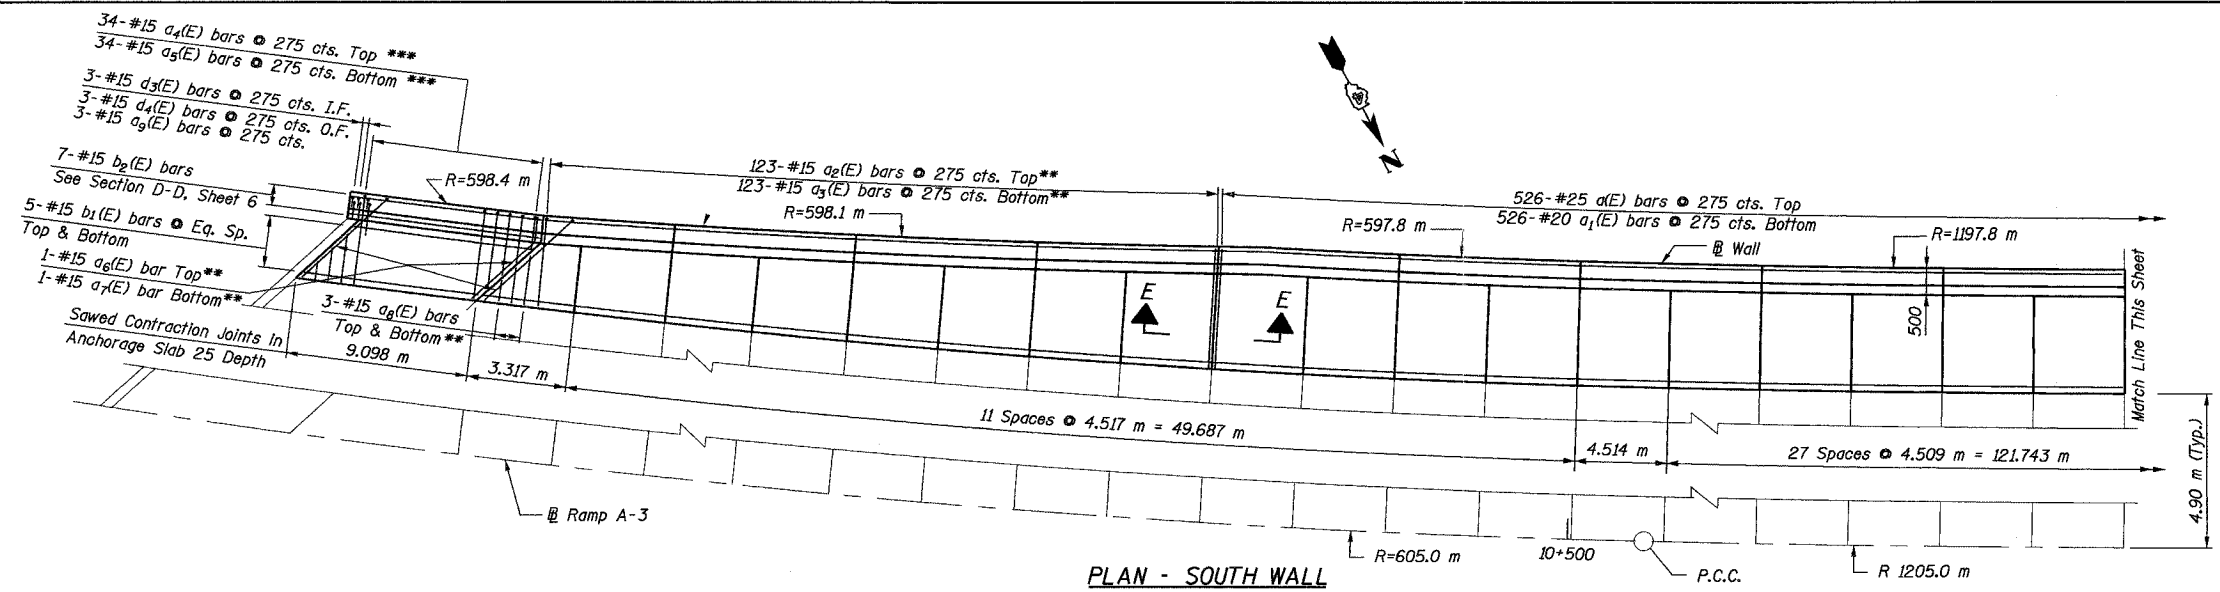 34-#15 a4(E) bars @ 275 cts. Top ***
34-#15 a5(E) bars @ 275 cts. Bottom ***
3-#15 d3(E) bars @ 275 cts. I.F.
3-#15 d4(E) bars @ 275 cts. O.F.
3-#15 a9(E) bars @ 275 cts.
7-#15 b2(E) bars
See Section D-D, Sheet 6
5-#15 b1(E) bars @ Eq. Sp.
Top & Bottom
1-#15 a6(E) bar Top**
1-#15 a7(E) bar Bottom**
Sawed Contraction Joints in
Anchorage Slab 25 Depth
3-#15 a8(E) bars
Top & Bottom**
9.098 m
3.317 m
R=598.4 m
123-#15 a2(E) bars @ 275 cts. Top**
123-#15 a3(E) bars @ 275 cts. Bottom**
R=598.1 m
N
526-#25 a(E) bars @ 275 cts. Top
526-#20 a1(E) bars @ 275 cts. Bottom
R=597.8 m
B Wall
R=1197.8 m
E
E
500
Match Line This Sheet
11 Spaces @ 4.517 m = 49.687 m
4.514 m
27 Spaces @ 4.509 m = 121.743 m
4.90 m (Typ.)
B Ramp A-3
R=605.0 m
10+500
P.C.C.
R 1205.0 m
PLAN - SOUTH WALL